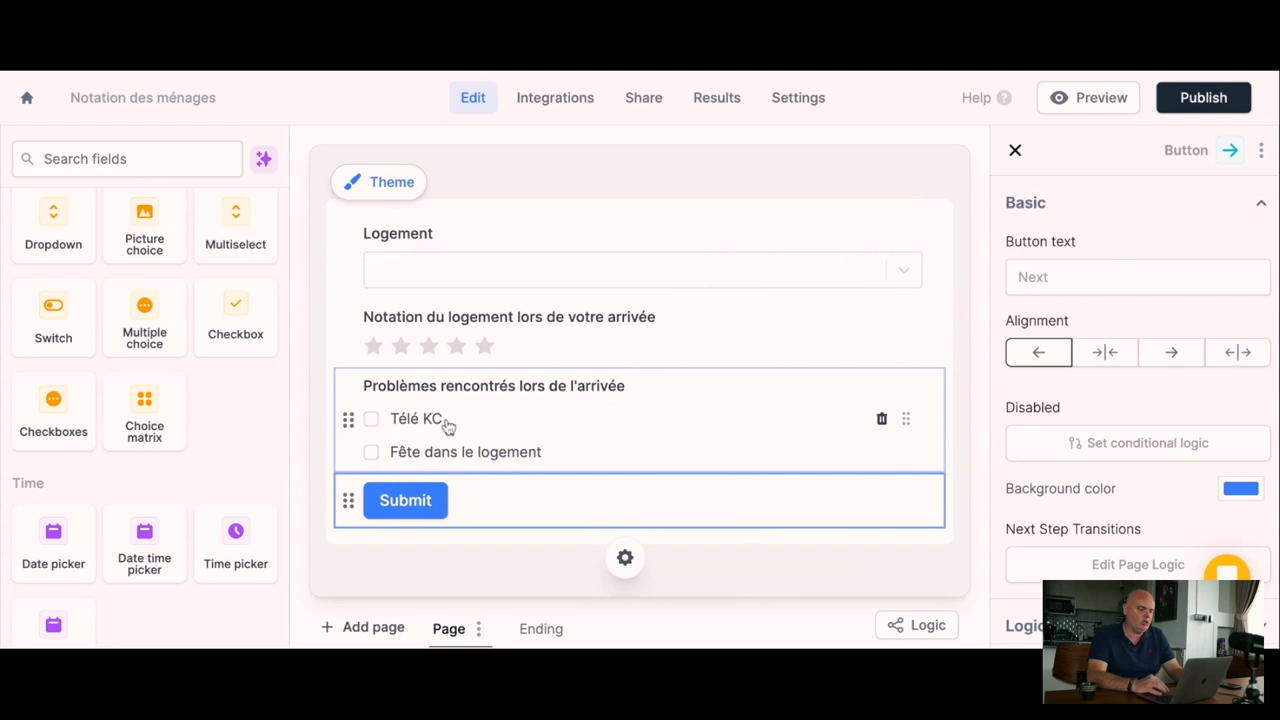 Notation des ménages
Edit
Integrations
Share
Results
Settings
Help
Preview
Publish
Search fields
Dropdown
Picture
choice
Multiselect
Switch
Multiple
choice
Checkbox
Checkboxes
Choice
matrix
Time
Date picker
Date time
picker
Time picker
Theme
Logement
Notation du logement lors de votre arrivée
Problèmes rencontrés lors de l'arrivée
Télé KC
Fête dans le logement
Submit
Add page
Page
Ending
Logic
Button
Basic
Button text
Next
Alignment
Disabled
Set conditional logic
Background color
Next Step Transitions
Edit Page Logic